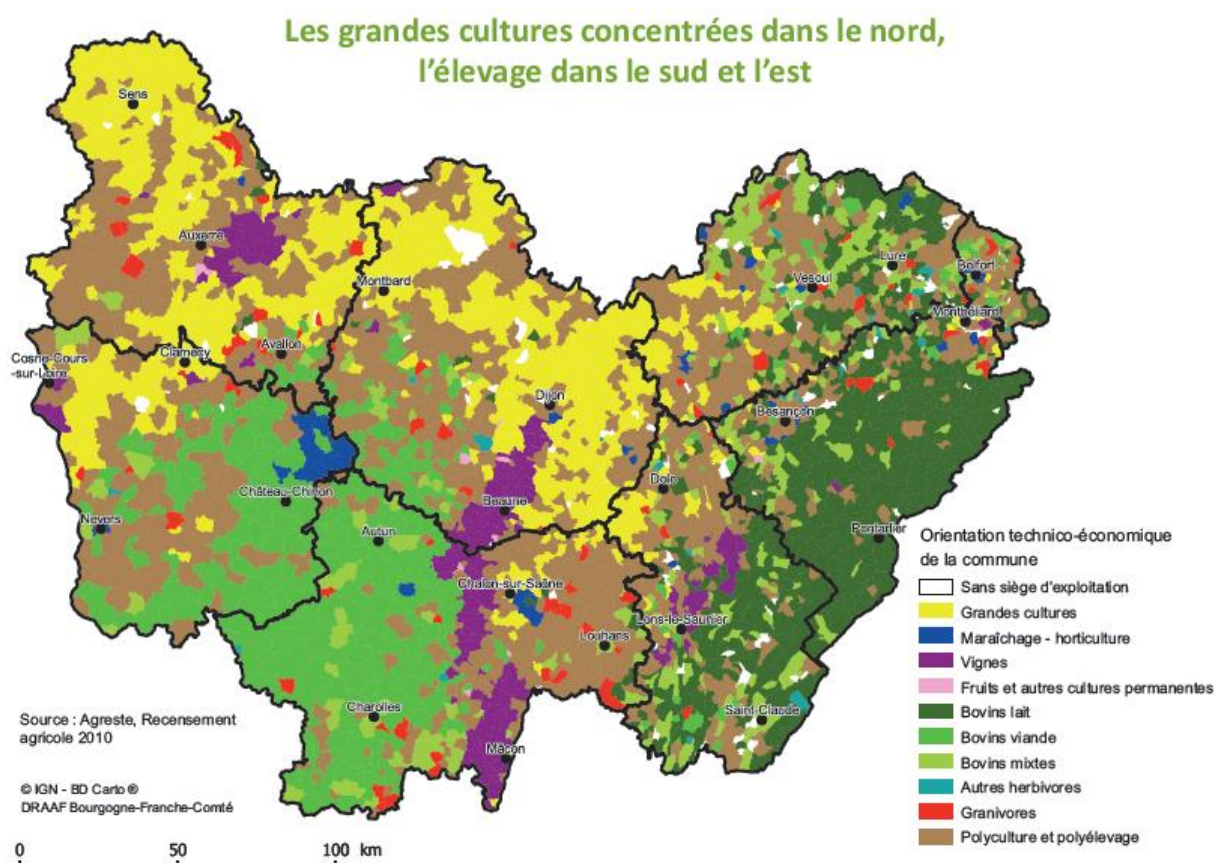 Les grandes cultures concentrées dans le nord,
l'élevage dans le sud et l'est
Sens
Auxerre
Montbard
Vesoul
Lure
Belfort
Montbéliard
Cosne-Cours
-sur-Loire
Clamecy
Avallon
Dijon
Besançon
Château-Chinon
Dole
Nevers
Beaune
Autun
Pontarlier
Chalon-sur-Saône
Lons-le-Saunier
Louhans
Charolles
Saint-Claude
Mâcon
Orientation technico-économique
de la commune
Sans siège d'exploitation
Grandes cultures
Maraîchage - horticulture
Vignes
Fruits et autres cultures permanentes
Bovins lait
Bovins viande
Bovins mixtes
Autres herbivores
Granivores
Polyculture et polyélevage
Source : Agreste, Recensement
agricole 2010
© IGN - BD Carto ®
DRAAF Bourgogne-Franche-Comté
0 50 100 km